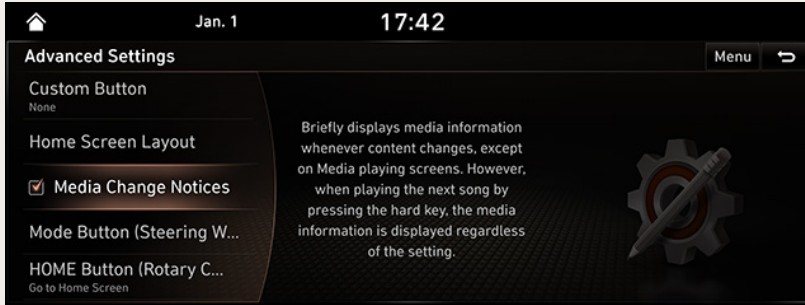 Jan. 1
17:42
Advanced Settings
Menu
Custom Button
None
Home Screen Layout
Media Change Notices
Mode Button (Steering W...
HOME Button (Rotary C...
Go to Home Screen
Briefly displays media information
whenever content changes, except
on Media playing screens. However,
when playing the next song by
pressing the hard key, the media
information is displayed regardless
of the setting.